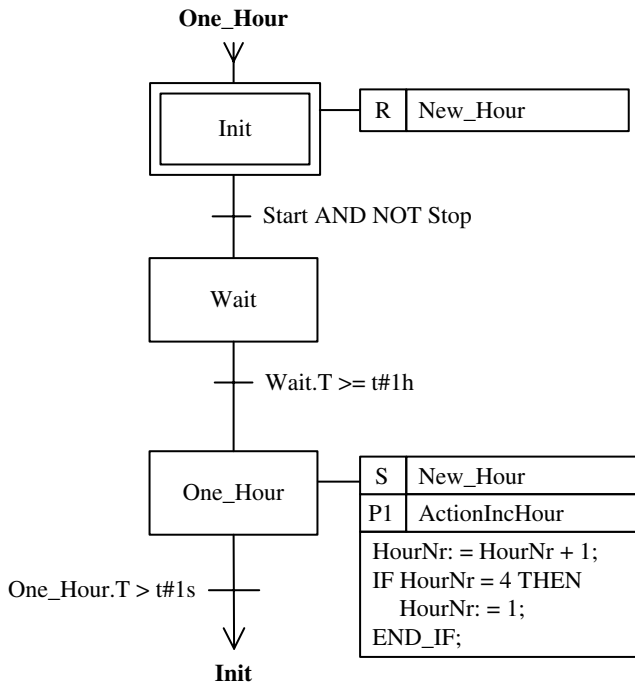 One_Hour
Init
R New_Hour
Start AND NOT Stop
Wait
Wait.T >= t#1h
One_Hour
S New_Hour
P1 ActionIncHour
HourNr: = HourNr + 1;
IF HourNr = 4 THEN
HourNr: = 1;
END_IF;
One_Hour.T > t#1s
Init